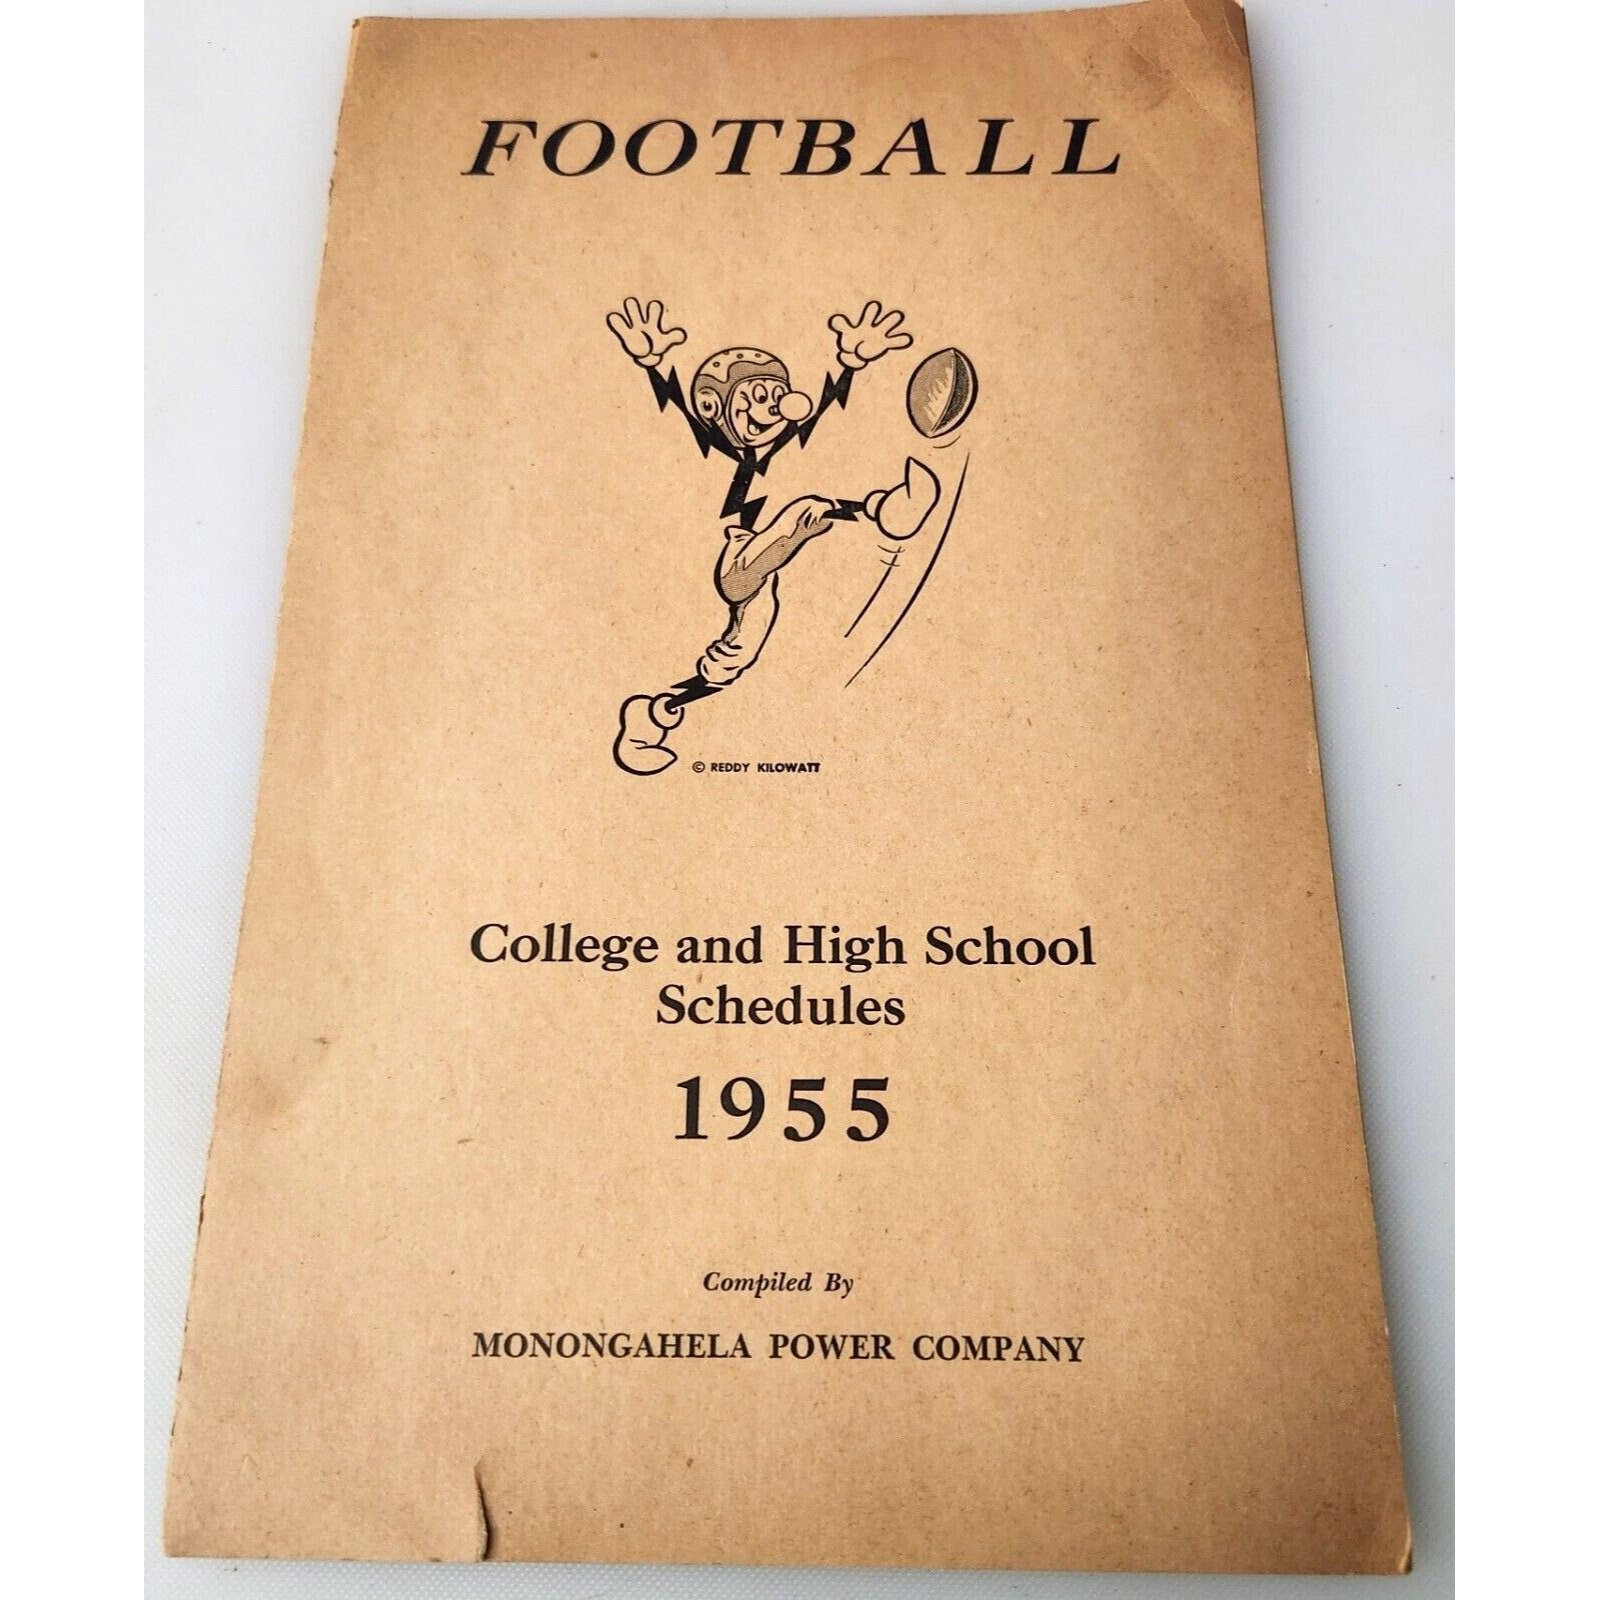 FOOTBALL
© REDDY KILOWATT
College and High School
Schedules
1955
Compiled By
MONONGAHELA POWER COMPANY